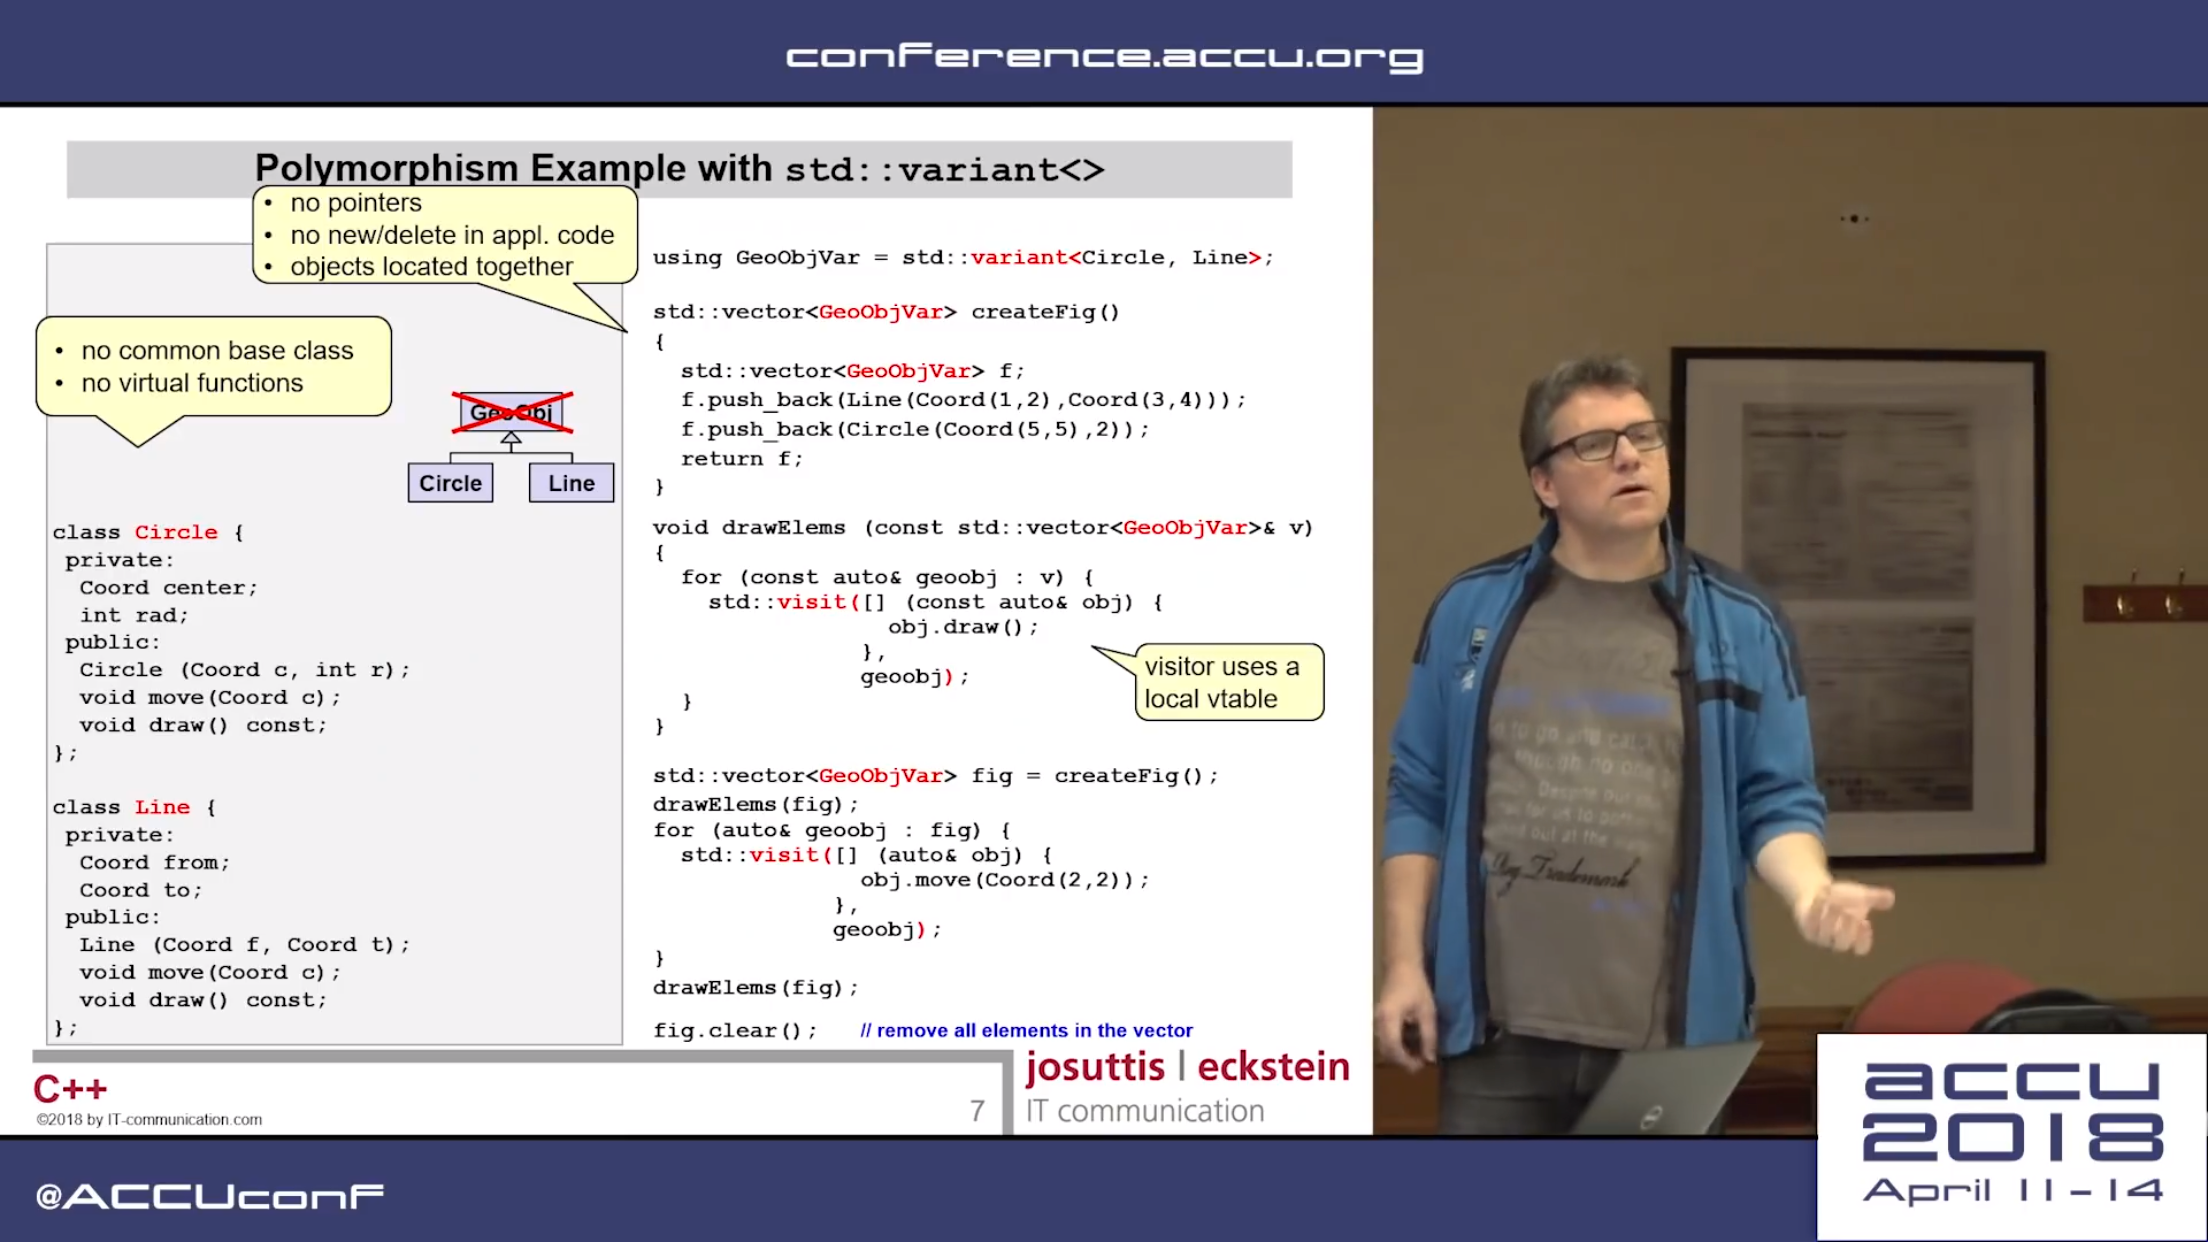 conference.accu.org
Polymorphism Example with std::variant<>
• no pointers
• no new/delete in appl. code
• objects located together
• no common base class
• no virtual functions
GeoObj
Circle
Line
class Circle {
private:
Coord center;
int rad;
public:
Circle (Coord c, int r);
void move(Coord c);
void draw() const;
};
class Line {
private:
Coord from;
Coord to;
public:
Line (Coord f, Coord t);
void move(Coord c);
void draw() const;
};
using GeoObjVar = std::variant<Circle, Line>;
std::vector<GeoObjVar> createFig()
{
std::vector<GeoObjVar> f;
f.push_back(Line(Coord(1,2),Coord(3,4)));
f.push_back(Circle(Coord(5,5),2));
return f;
}
void drawElems (const std::vector<GeoObjVar>& v)
{
for (const auto& geoobj : v) {
std::visit([] (const auto& obj) {
obj.draw();
},
geoobj);
}
}
visitor uses a
local vtable
std::vector<GeoObjVar> fig = createFig();
drawElems(fig);
for (auto& geoobj : fig) {
std::visit([] (auto& obj) {
obj.move(Coord(2,2));
},
geoobj);
}
drawElems(fig);
fig.clear(); // remove all elements in the vector
C++
©2018 by IT-communication.com
7
josuttis | eckstein
IT communication
@ACCUconf
accu
2018
April 11-14